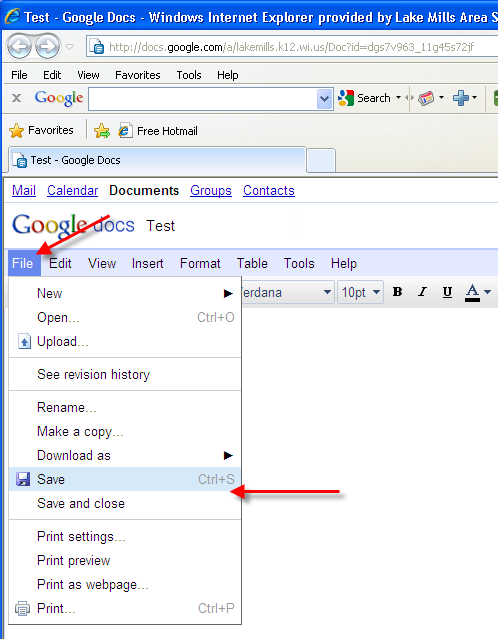 Test - Google Docs - Windows Internet Explorer provided by Lake Mills Area S
http://docs.google.com/a/lakemills.k12.wi.us/Doc?id=dgs7v963_11g45s72jf
File Edit View Favorites Tools Help
x Google Search
Favorites Free Hotmail
Test - Google Docs
Mail Calendar Documents Groups Contacts
Google docs Test
File Edit View Insert Format Table Tools Help
New erdana 10pt B I U A
Open... Ctrl+O
Upload...
See revision history
Rename...
Make a copy...
Download as
Save Ctrl+S
Save and close
Print settings...
Print preview
Print as webpage...
Print... Ctrl+P